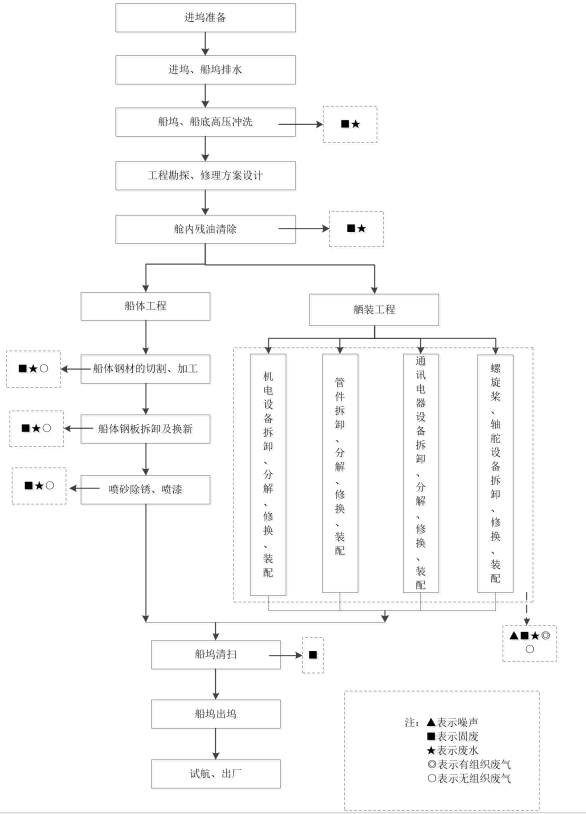 进坞准备
进坞、船坞排水
船坞、船底高压冲洗
■★
工程勘探、修理方案设计
舱内残油清除
■★
船体工程
舾装工程
船体钢材的切割、加工
■★○
船体钢板拆卸及换新
■★○
喷砂除锈、喷漆
■★○
机电设备拆卸、分解、修换、装配
管件拆卸、分解、修换、装配
通讯电器设备拆卸、分解、修换、装配
螺旋桨、轴舵设备拆卸、修换、装配
▲■★◎
○
船坞清扫
■
船坞出坞
试航、出厂
注：▲表示噪声
■表示固废
★表示废水
◎表示有组织废气
○表示无组织废气